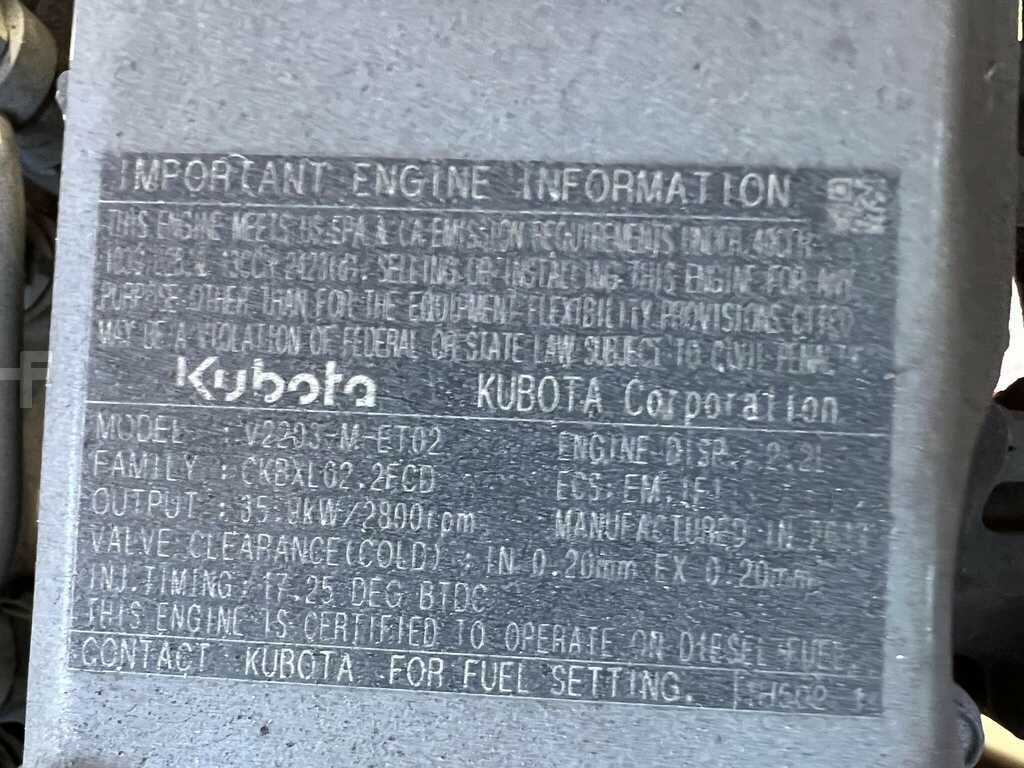 IMPORTANT ENGINE INFORMATION
THIS ENGINE MEETS US EPA & CA EMISSION REQUIREMENTS UNDER
SELLING OR INSTALLING THIS ENGINE FOR ANY
PURPOSE OTHER THAN FOR THE EQUIPMENT FLEXIBILITY PROVISIONS CITED
MAY BE A VIOLATION OF FEDERAL OR STATE LAW SUBJECT TO CIVIL PENALTY
Kubota KUBOTA Corporation
MODEL : V2203-M-ET02 ENGINE DISP.: 2.2L
FAMILY : CKBXL02.2FCD ECS: EM, IFI
OUTPUT : /2800rpm MANUFACTURED IN
VALVE CLEARANCE(COLD) : IN 0.20mm EX 0.20mm
INJ.TIMING: 17.25 DEG BTDC
THIS ENGINE IS CERTIFIED TO OPERATE ON DIESEL FUEL.
CONTACT KUBOTA FOR FUEL SETTING.